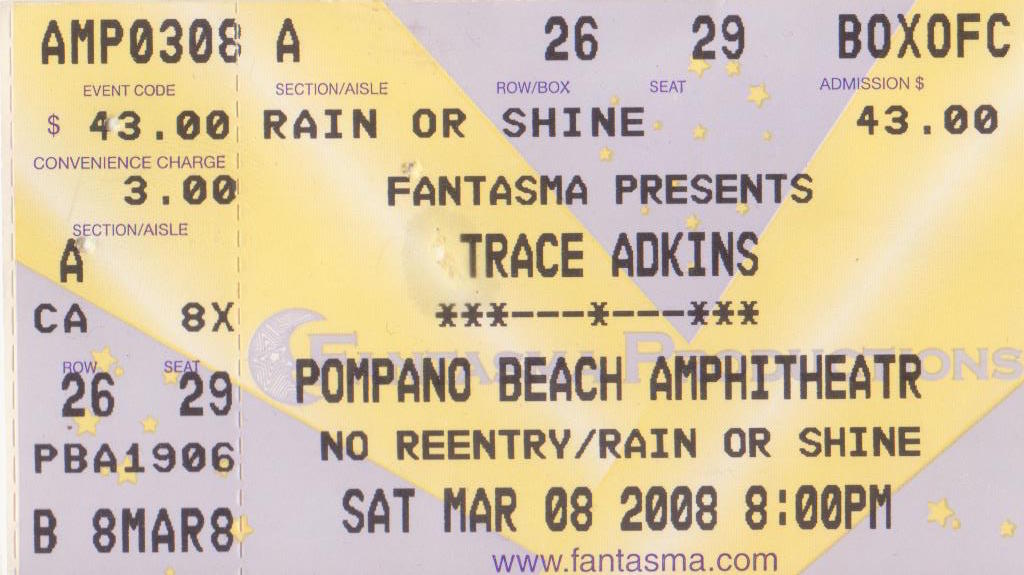 AMP0308
EVENT CODE
$ 43.00
CONVENIENCE CHARGE
3.00
SECTION/AISLE
A
CA 8X
ROW SEAT
26 29
PBA1906
B 8MAR8
A 26 29 BOXOFC
SECTION/AISLE ROW/BOX SEAT ADMISSION $
RAIN OR SHINE 43.00
FANTASMA PRESENTS
TRACE ADKINS
***---*---***
FANTASMA PRODUCTIONS
POMPANO BEACH AMPHITHEATR
NO REENTRY/RAIN OR SHINE
SAT MAR 08 2008 8:00PM
www.fantasma.com